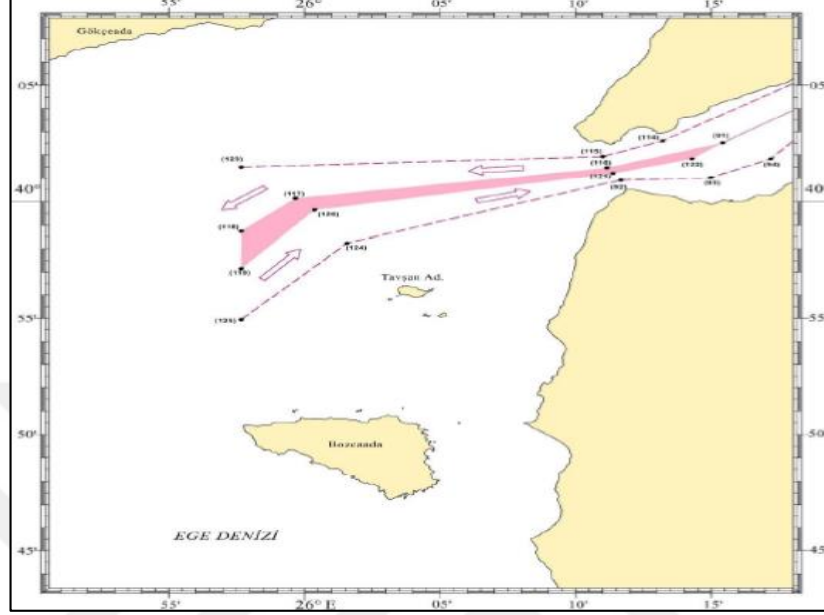 55' 26° 05' 10' 15'
Gökçeada
05' 05'
(114) (91)
(115)
(123) (116) (122)
(121) (92) (93) (94)
40° 40°
(117)
(120)
(118)
(124)
(119)
Tavşan Ad.
55' (125) 55'
50' 50'
Bozcaada
EGE DENİZİ
45' 45'
55' 26° E 05' 10' 15'